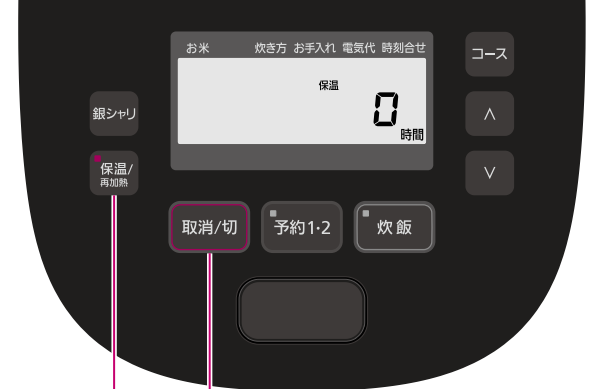 お米 炊き方 お手入れ 電気代 時刻合せ
コース
保温
0
時間
銀シャリ
∧
保温/
再加熱
∨
取消/切
予約1・2
炊飯